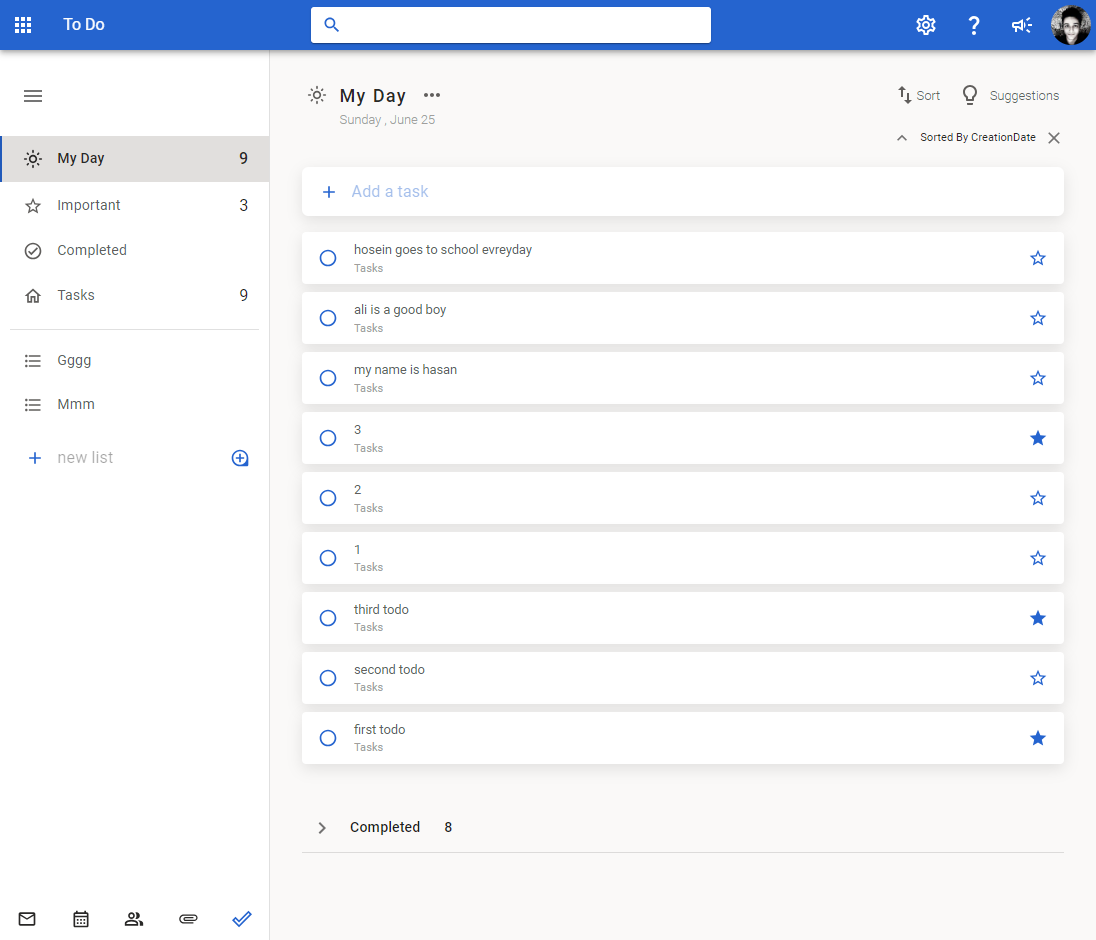 To Do
My Day 9
Important 3
Completed
Tasks 9
Gggg
Mmm
new list
My Day
Sunday , June 25
Sort
Suggestions
Sorted By CreationDate
Add a task
hosein goes to school evreyday
Tasks
ali is a good boy
Tasks
my name is hasan
Tasks
3
Tasks
2
Tasks
1
Tasks
third todo
Tasks
second todo
Tasks
first todo
Tasks
Completed 8